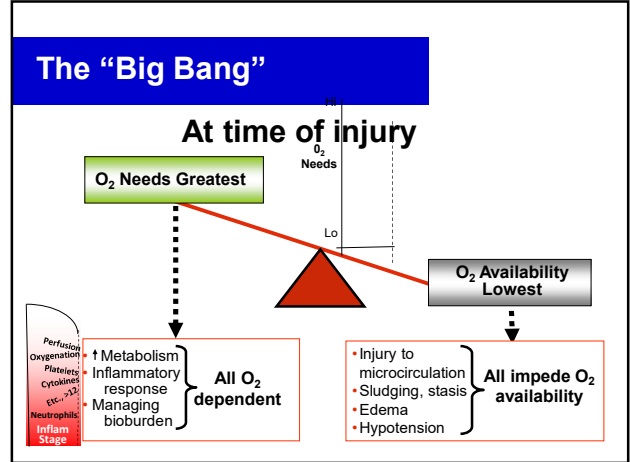 The “Big Bang”
Hi
At time of injury
0₂
Needs
O₂ Needs Greatest
Lo
O₂ Availability
Lowest
Perfusion
Oxygenation
Platelets
Cytokines
Etc., >12
Neutrophils
Inflam
Stage
• ↑ Metabolism
• Inflammatory
response
• Managing
bioburden
All O₂
dependent
• Injury to
microcirculation
• Sludging, stasis
• Edema
• Hypotension
All impede O₂
availability